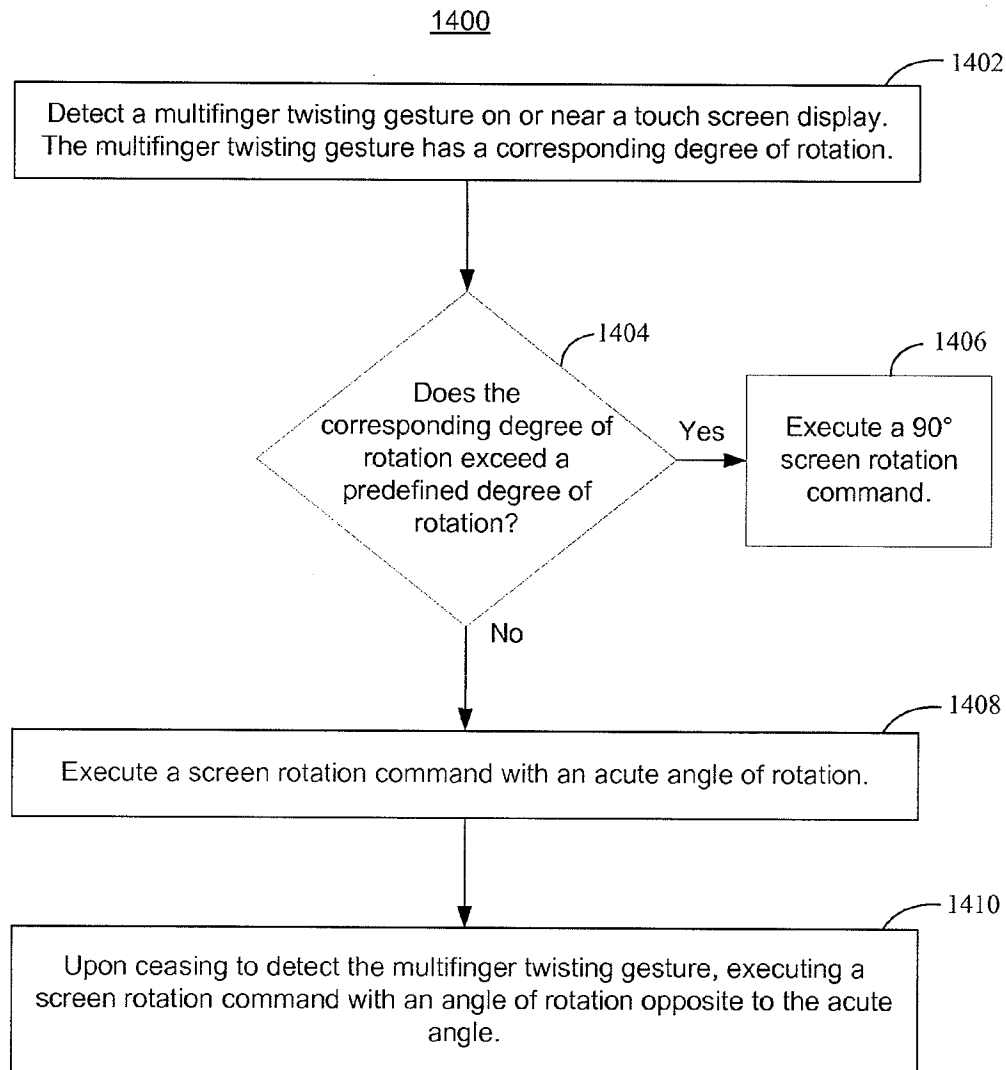 1400
1402
Detect a multifinger twisting gesture on or near a touch screen display.
The multifinger twisting gesture has a corresponding degree of rotation.
1404
Does the
corresponding degree of
rotation exceed a
predefined degree of
rotation?
Yes
1406
Execute a 90°
screen rotation
command.
No
1408
Execute a screen rotation command with an acute angle of rotation.
1410
Upon ceasing to detect the multifinger twisting gesture, executing a
screen rotation command with an angle of rotation opposite to the acute
angle.